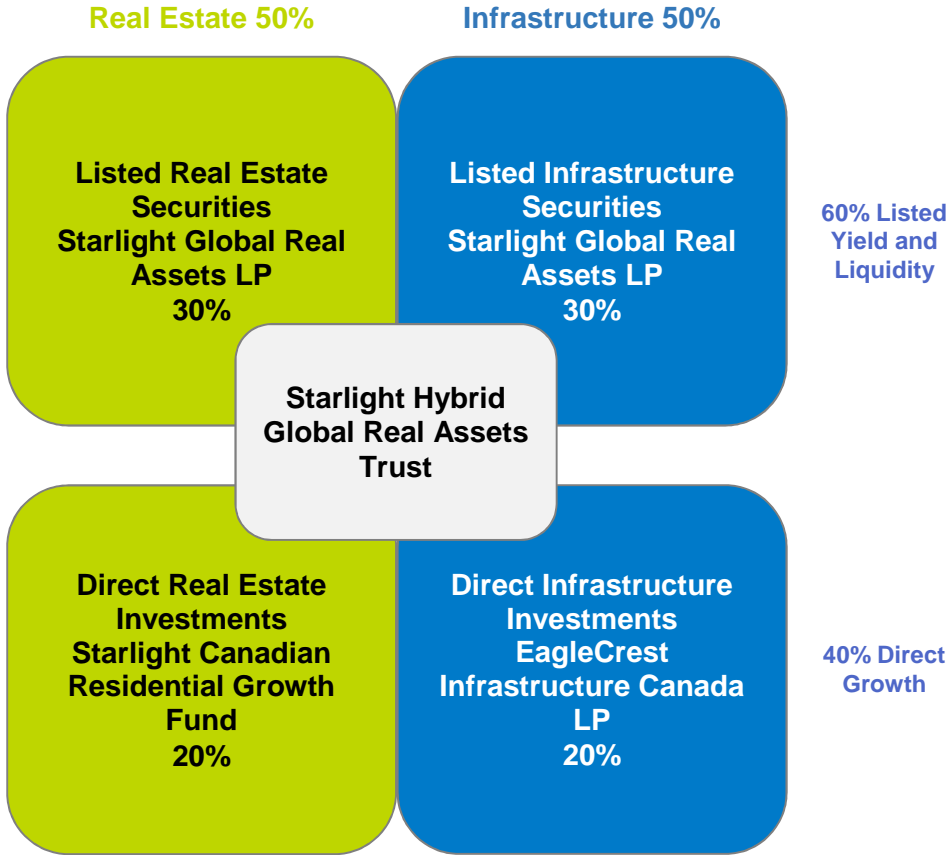 Real Estate 50%
Infrastructure 50%
Listed Real Estate
Securities
Starlight Global Real
Assets LP
30%
Listed Infrastructure
Securities
Starlight Global Real
Assets LP
30%
60% Listed
Yield and
Liquidity
Starlight Hybrid
Global Real Assets
Trust
Direct Real Estate
Investments
Starlight Canadian
Residential Growth
Fund
20%
Direct Infrastructure
Investments
EagleCrest
Infrastructure Canada
LP
20%
40% Direct
Growth